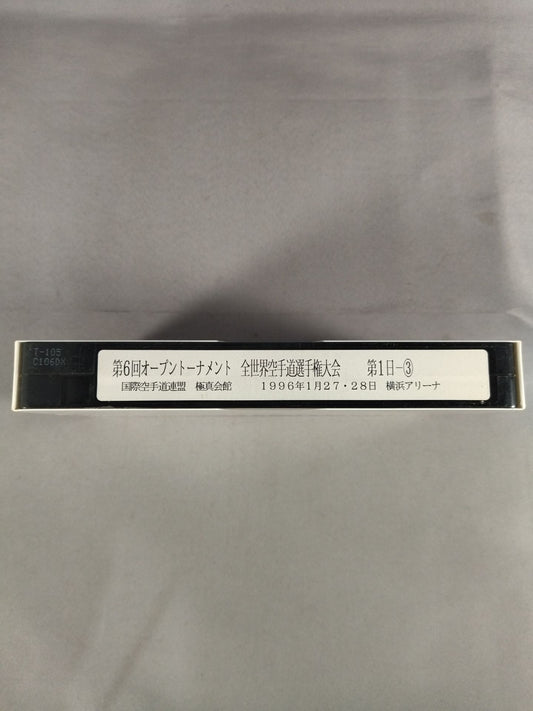 T-105
C106DX
第6回オープントーナメント 全世界空手道選手権大会 第1日-③
国際空手道連盟 極真会館 1996年1月27・28日 横浜アリーナ